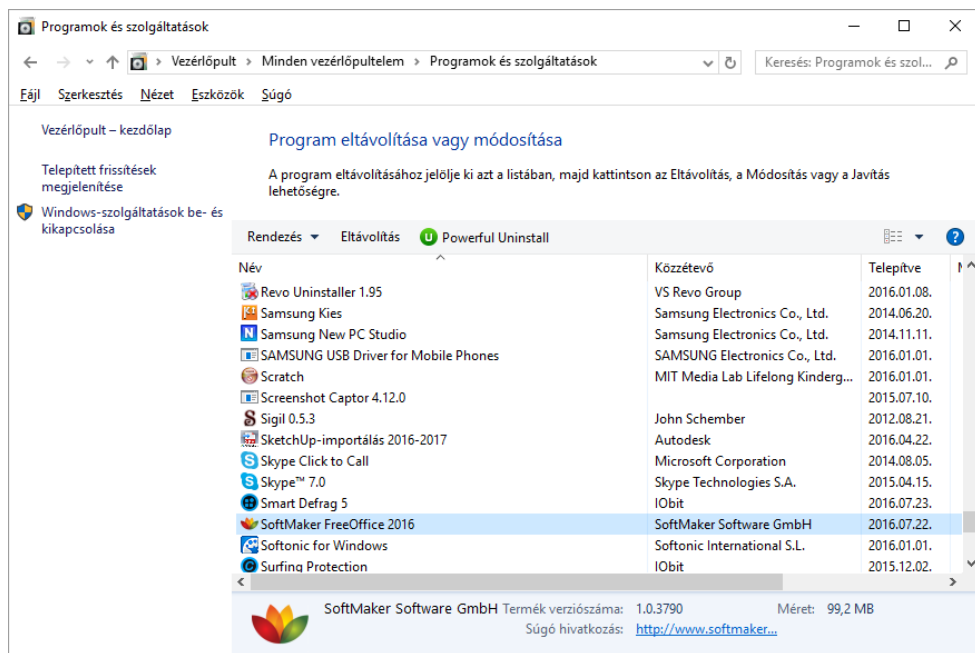 Programok és szolgáltatások
Vezérlőpult > Minden vezérlőpultelem > Programok és szolgáltatások
Keresés: Programok és szol...
Fájl Szerkesztés Nézet Eszközök Súgó
Vezérlőpult – kezdőlap
Telepített frissítések
megjelenítése
Windows-szolgáltatások be- és
kikapcsolása
Program eltávolítása vagy módosítása
A program eltávolításához jelölje ki azt a listában, majd kattintson az Eltávolítás, a Módosítás vagy a Javítás
lehetőségre.
Rendezés Eltávolítás Powerful Uninstall
Név Közzétevő Telepítve
Revo Uninstaller 1.95 VS Revo Group 2016.01.08.
Samsung Kies Samsung Electronics Co., Ltd. 2014.06.20.
Samsung New PC Studio Samsung Electronics Co., Ltd. 2014.11.11.
SAMSUNG USB Driver for Mobile Phones SAMSUNG Electronics Co., Ltd. 2016.01.01.
Scratch MIT Media Lab Lifelong Kinderg... 2016.01.01.
Screenshot Captor 4.12.0 2015.07.10.
Sigil 0.5.3 John Schember 2012.08.21.
SketchUp-importálás 2016-2017 Autodesk 2016.04.22.
Skype Click to Call Microsoft Corporation 2014.08.05.
Skype™ 7.0 Skype Technologies S.A. 2015.04.15.
Smart Defrag 5 IObit 2016.07.23.
SoftMaker FreeOffice 2016 SoftMaker Software GmbH 2016.07.22.
Softonic for Windows Softonic International S.L. 2016.01.01.
Surfing Protection IObit 2015.12.02.
SoftMaker Software GmbH Termék verziószáma: 1.0.3790 Méret: 99,2 MB
Súgó hivatkozás: http://www.softmaker...